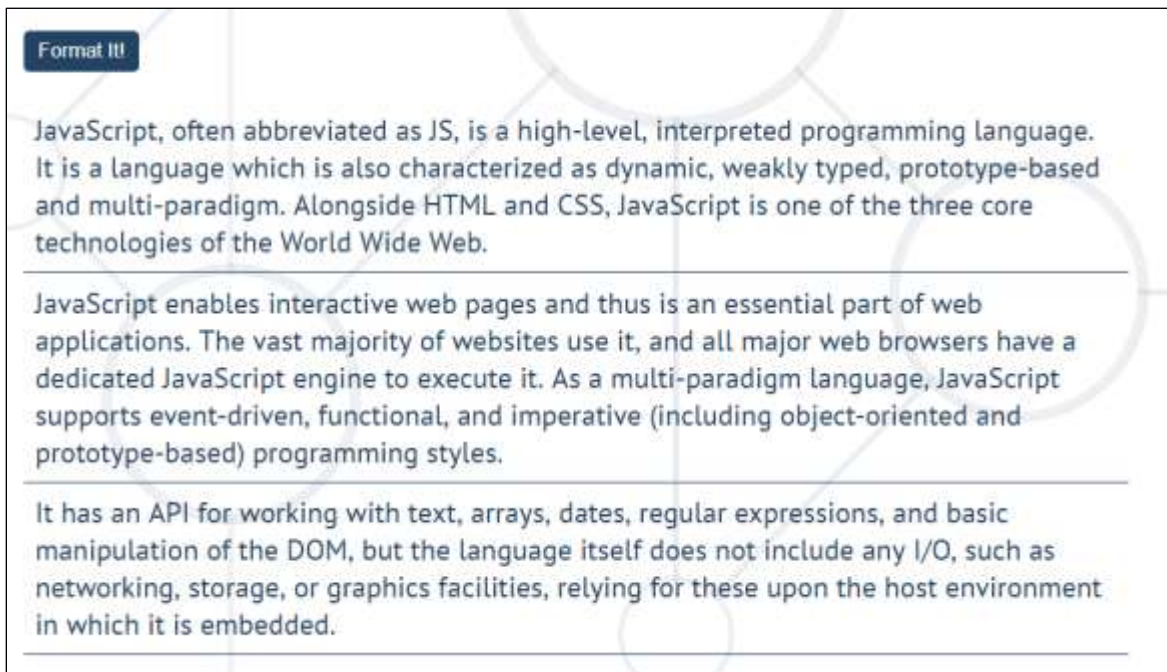 Format It!
JavaScript, often abbreviated as JS, is a high-level, interpreted programming language.
It is a language which is also characterized as dynamic, weakly typed, prototype-based
and multi-paradigm. Alongside HTML and CSS, JavaScript is one of the three core
technologies of the World Wide Web.
JavaScript enables interactive web pages and thus is an essential part of web
applications. The vast majority of websites use it, and all major web browsers have a
dedicated JavaScript engine to execute it. As a multi-paradigm language, JavaScript
supports event-driven, functional, and imperative (including object-oriented and
prototype-based) programming styles.
It has an API for working with text, arrays, dates, regular expressions, and basic
manipulation of the DOM, but the language itself does not include any I/O, such as
networking, storage, or graphics facilities, relying for these upon the host environment
in which it is embedded.